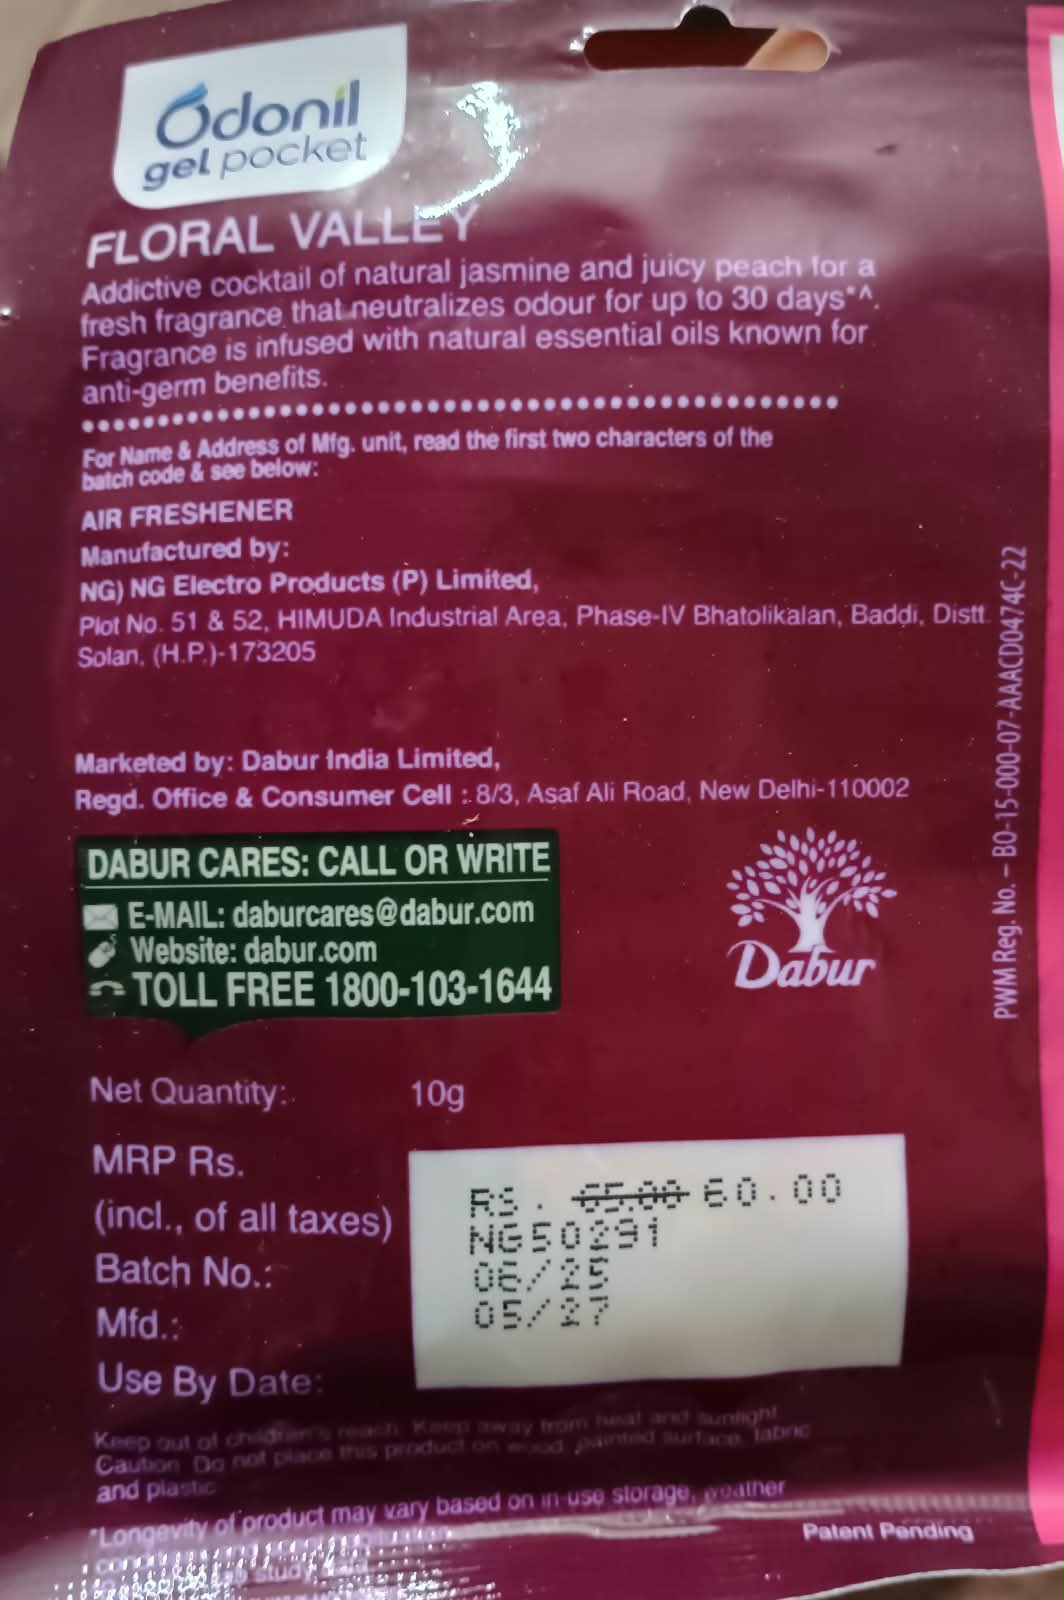 Odonil
gel pocket
FLORAL VALLEY
Addictive cocktail of natural jasmine and juicy peach for a
fresh fragrance that neutralizes odour for up to 30 days*^.
Fragrance is infused with natural essential oils known for
anti-germ benefits.
For Name & Address of Mfg. unit, read the first two characters of the
batch code & see below:
AIR FRESHENER
Manufactured by:
NG) NG Electro Products (P) Limited,
Plot No. 51 & 52, HIMUDA Industrial Area, Phase-IV Bhatolikalan, Baddi, Distt.
Solan, (H.P.)-173205
Marketed by: Dabur India Limited,
Regd. Office & Consumer Cell : 8/3, Asaf Ali Road, New Delhi-110002
DABUR CARES: CALL OR WRITE
E-MAIL: daburcares@dabur.com
Website: dabur.com
TOLL FREE 1800-103-1644
Dabur
PWM Reg. No. – BO-15-000-07-AAACD0474C-22
Net Quantity: 10g
MRP Rs.
(incl., of all taxes)
Batch No.:
Mfd.:
Use By Date:
RS. 65.00 60.00
NG50291
06/25
05/27
Keep out of children's reach. Keep away from heat and sunlight
Caution Do not place this product on wood, painted surface, fabric
and plastic
*Longevity of product may vary based on in-use storage, weather
study
Patent Pending